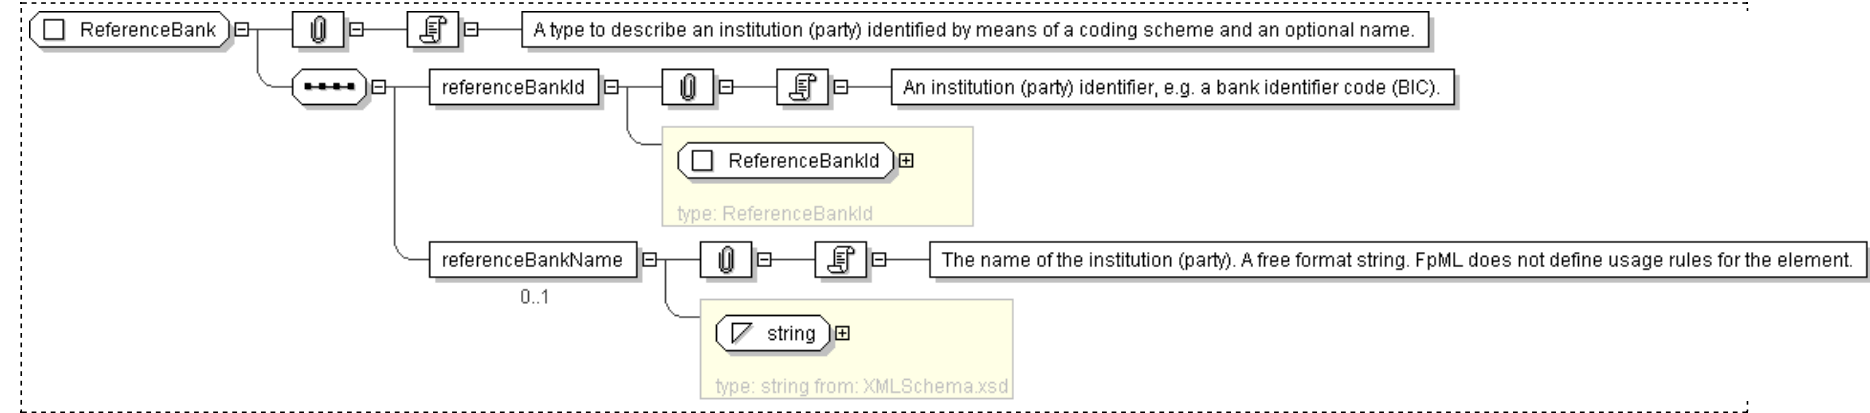 ReferenceBank
A type to describe an institution (party) identified by means of a coding scheme and an optional name.
referenceBankId
An institution (party) identifier, e.g. a bank identifier code (BIC).
ReferenceBankId
type: ReferenceBankId
referenceBankName
The name of the institution (party). A free format string. FpML does not define usage rules for the element.
0..1
string
type: string from: XMLSchema.xsd